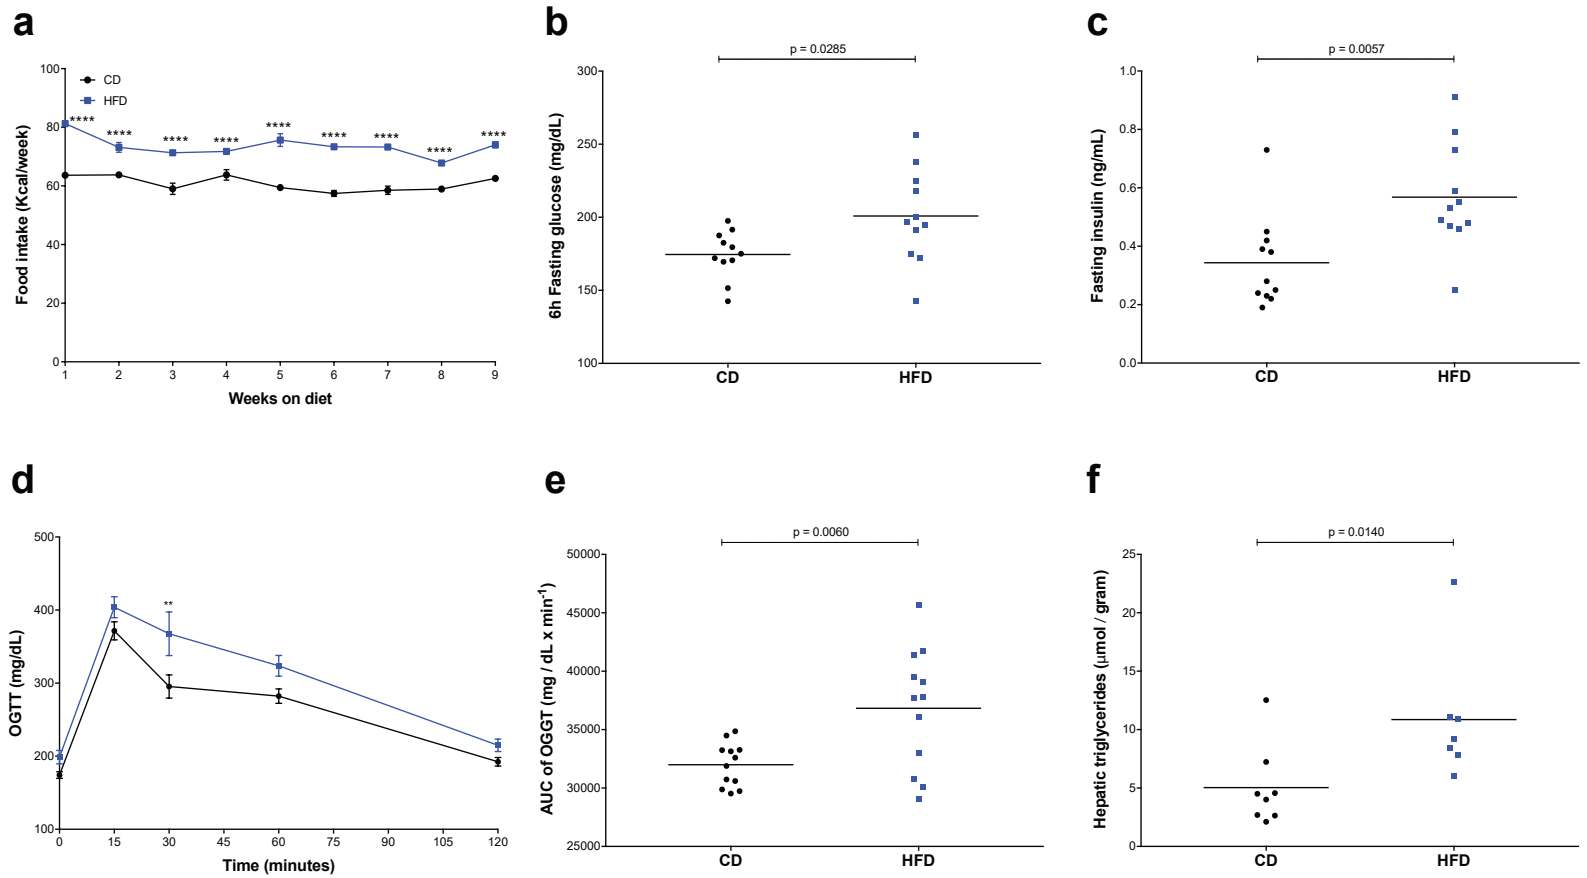 a
100
80
60
40
20
0
Food intake (Kcal/week)
CD
HFD
****
****
****
****
****
****
****
****
****
1 2 3 4 5 6 7 8 9
Weeks on diet
b
p = 0.0285
300
250
200
150
100
6h Fasting glucose (mg/dL)
CD HFD
c
p = 0.0057
1.0
0.8
0.6
0.4
0.2
0.0
Fasting insulin (ng/mL)
CD HFD
d
500
400
300
200
100
OGTT (mg/dL)
**
0 15 30 45 60 75 90 105 120
Time (minutes)
e
p = 0.0060
50000
45000
40000
35000
30000
25000
AUC of OGGT (mg / dL x min⁻¹)
CD HFD
f
p = 0.0140
25
20
15
10
5
0
Hepatic triglycerides (μmol / gram)
CD HFD